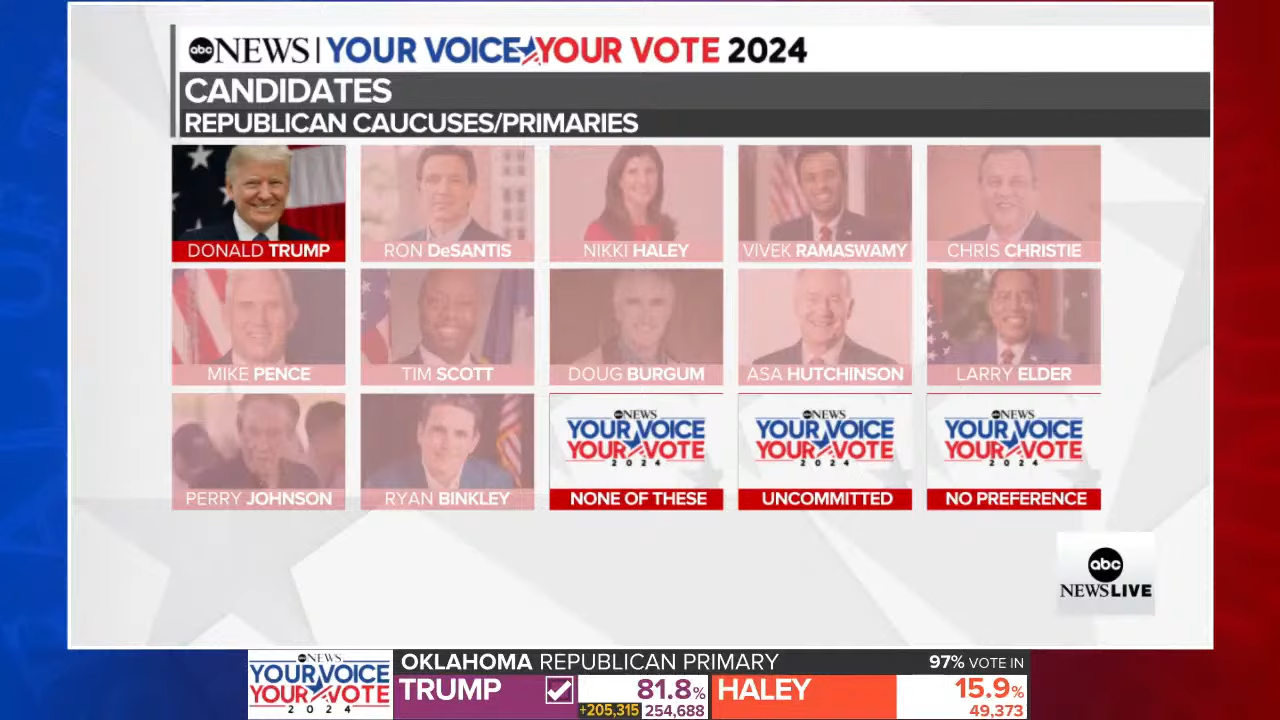 abc NEWS | YOUR VOICE YOUR VOTE 2024
CANDIDATES
REPUBLICAN CAUCUSES/PRIMARIES
DONALD TRUMP
RON DeSANTIS
NIKKI HALEY
VIVEK RAMASWAMY
CHRIS CHRISTIE
MIKE PENCE
TIM SCOTT
DOUG BURGUM
ASA HUTCHINSON
LARRY ELDER
PERRY JOHNSON
RYAN BINKLEY
abc NEWS
YOUR VOICE
YOUR VOTE
2024
NONE OF THESE
abc NEWS
YOUR VOICE
YOUR VOTE
2024
UNCOMMITTED
abc NEWS
YOUR VOICE
YOUR VOTE
2024
NO PREFERENCE
abc
NEWS LIVE
abc NEWS
YOUR VOICE
YOUR VOTE
2024
OKLAHOMA REPUBLICAN PRIMARY 97% VOTE IN
TRUMP 81.8%
+205,315 254,688
HALEY 15.9%
49,373